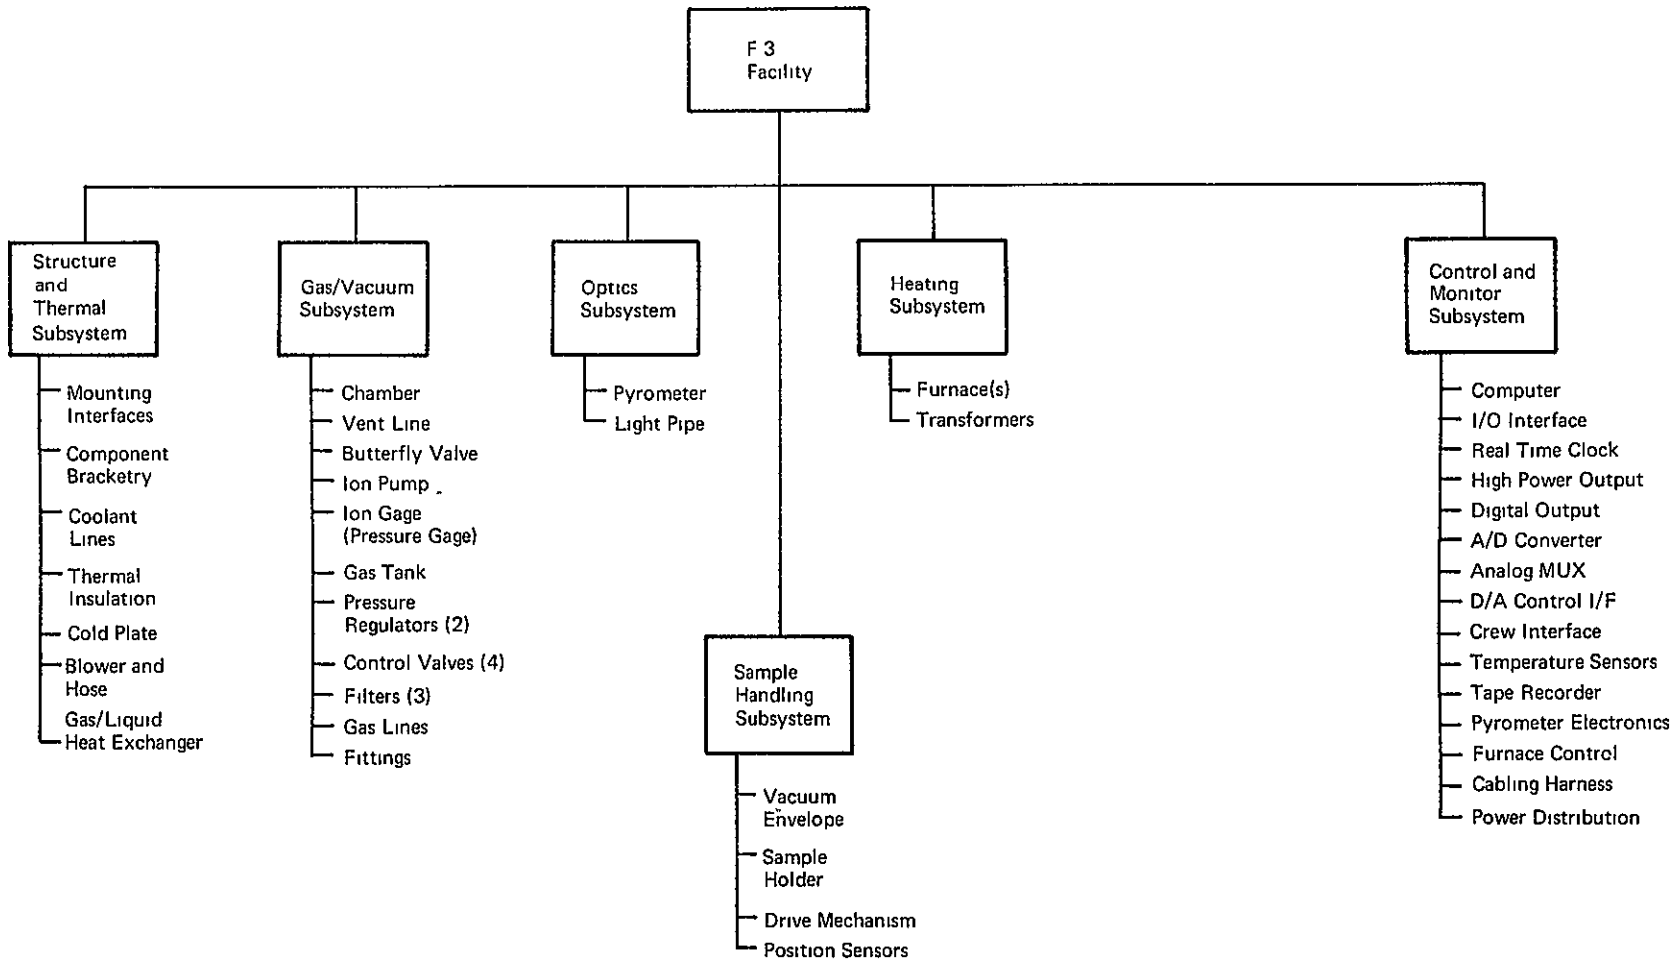 F 3
Facility
Structure
and
Thermal
Subsystem
Mounting
Interfaces
Component
Bracketry
Coolant
Lines
Thermal
Insulation
Cold Plate
Blower and
Hose
Gas/Liquid
Heat Exchanger
Gas/Vacuum
Subsystem
Chamber
Vent Line
Butterfly Valve
Ion Pump
Ion Gage
(Pressure Gage)
Gas Tank
Pressure
Regulators (2)
Control Valves (4)
Filters (3)
Gas Lines
Fittings
Optics
Subsystem
Pyrometer
Light Pipe
Sample
Handling
Subsystem
Vacuum
Envelope
Sample
Holder
Drive Mechanism
Position Sensors
Heating
Subsystem
Furnace(s)
Transformers
Control and
Monitor
Subsystem
Computer
I/O Interface
Real Time Clock
High Power Output
Digital Output
A/D Converter
Analog MUX
D/A Control I/F
Crew Interface
Temperature Sensors
Tape Recorder
Pyrometer Electronics
Furnace Control
Cabling Harness
Power Distribution